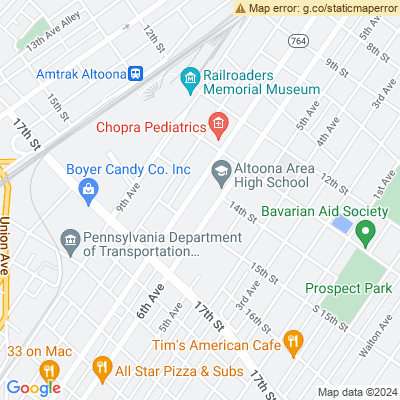 Map error: g.co/staticmaperror
13th Ave Alley
12th St
8th St
764
9th St
5th Ave
3rd Ave
4th Ave
Amtrak Altoona
15th St
17th St
Railroaders
Memorial Museum
Chopra Pediatrics
Boyer Candy Co. Inc
9th Ave
Altoona Area
High School
12th St
1st Ave
14th St
Bavarian Aid Society
Union Ave
Pennsylvania Department
of Transportation...
15th St
Prospect Park
6th Ave
5th Ave
17th St
3rd Ave
16th St
S 15th St
Walton Ave
33 on Mac
Tim's American Cafe
All Star Pizza & Subs
17th St
Google
Map data ©2024